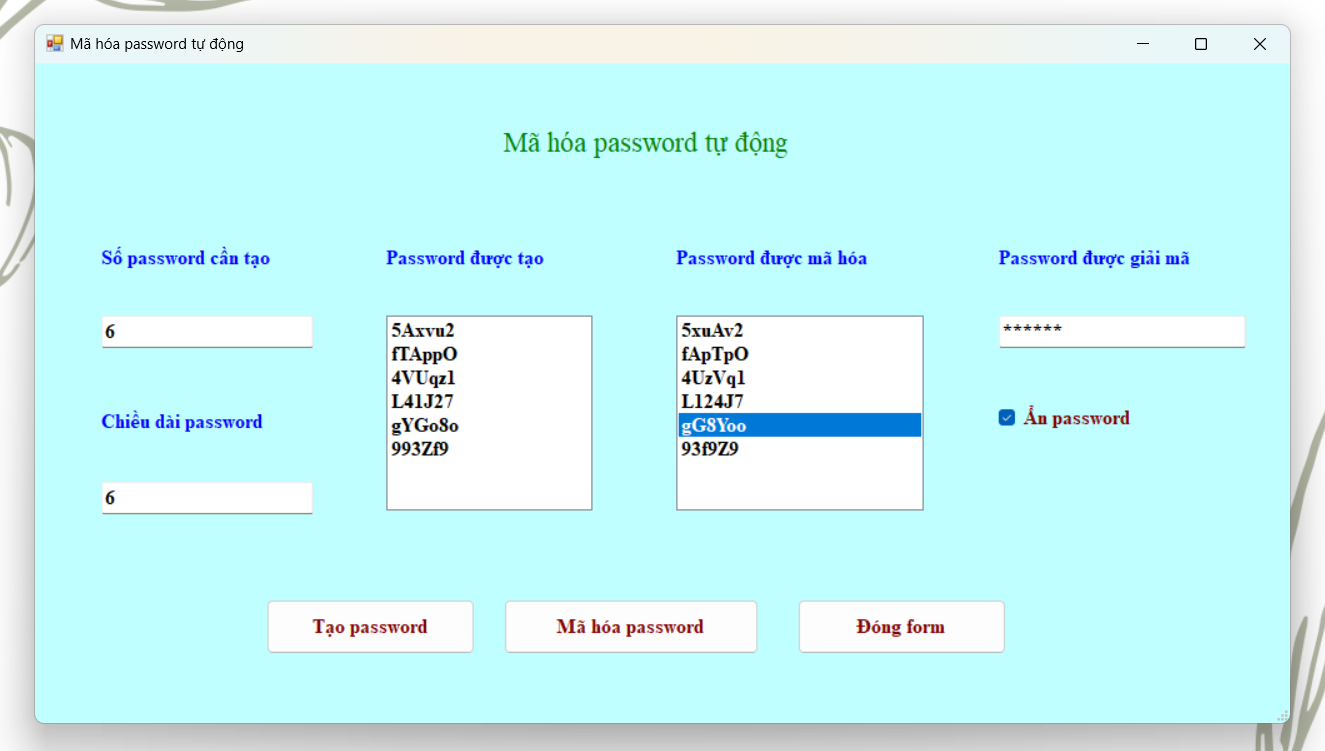 Mã hóa password tự động
Mã hóa password tự động
Số password cần tạo
Password được tạo
Password được mã hóa
Password được giải mã
6
5Axvu2
fTAppO
4VUqz1
L41J27
gYGo8o
993Zf9
5xuAv2
fApTpO
4UzVq1
L124J7
gG8Yoo
93f9Z9
******
Chiều dài password
Ẩn password
6
Tạo password
Mã hóa password
Đóng form